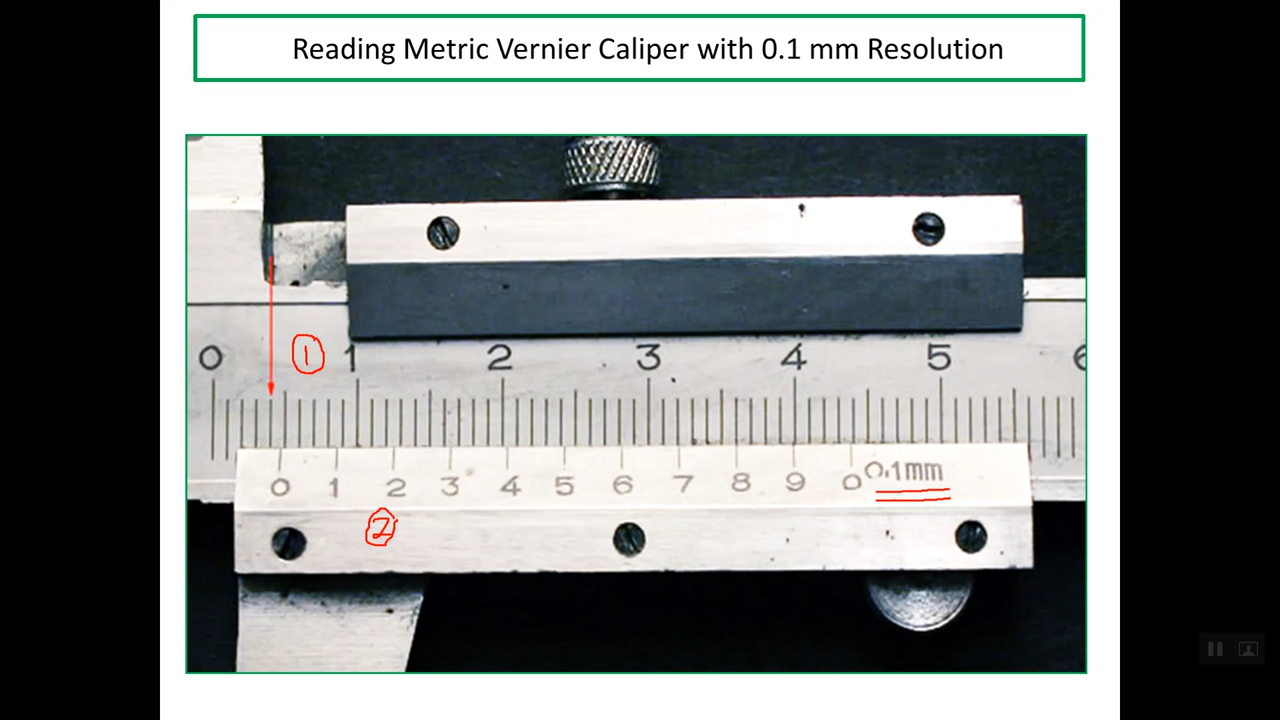 Reading Metric Vernier Caliper with 0.1 mm Resolution
0 1 1 2 3 4 5 6
0 1 2 3 4 5 6 7 8 9 0 0.1mm
2